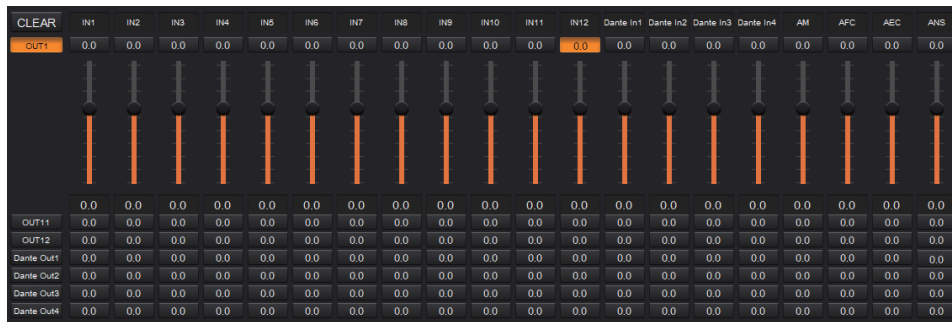 CLEAR IN1 IN2 IN3 IN4 IN5 IN6 IN7 IN8 IN9 IN10 IN11 IN12 Dante In1 Dante In2 Dante In3 Dante In4 AM AFC AEC ANS
OUT1 0.0 0.0 0.0 0.0 0.0 0.0 0.0 0.0 0.0 0.0 0.0 0.0 0.0 0.0 0.0 0.0 0.0 0.0 0.0 0.0
0.0 0.0 0.0 0.0 0.0 0.0 0.0 0.0 0.0 0.0 0.0 0.0 0.0 0.0 0.0 0.0 0.0 0.0 0.0 0.0
OUT11 0.0 0.0 0.0 0.0 0.0 0.0 0.0 0.0 0.0 0.0 0.0 0.0 0.0 0.0 0.0 0.0 0.0 0.0 0.0 0.0
OUT12 0.0 0.0 0.0 0.0 0.0 0.0 0.0 0.0 0.0 0.0 0.0 0.0 0.0 0.0 0.0 0.0 0.0 0.0 0.0 0.0
Dante Out1 0.0 0.0 0.0 0.0 0.0 0.0 0.0 0.0 0.0 0.0 0.0 0.0 0.0 0.0 0.0 0.0 0.0 0.0 0.0 0.0
Dante Out2 0.0 0.0 0.0 0.0 0.0 0.0 0.0 0.0 0.0 0.0 0.0 0.0 0.0 0.0 0.0 0.0 0.0 0.0 0.0 0.0
Dante Out3 0.0 0.0 0.0 0.0 0.0 0.0 0.0 0.0 0.0 0.0 0.0 0.0 0.0 0.0 0.0 0.0 0.0 0.0 0.0 0.0
Dante Out4 0.0 0.0 0.0 0.0 0.0 0.0 0.0 0.0 0.0 0.0 0.0 0.0 0.0 0.0 0.0 0.0 0.0 0.0 0.0 0.0